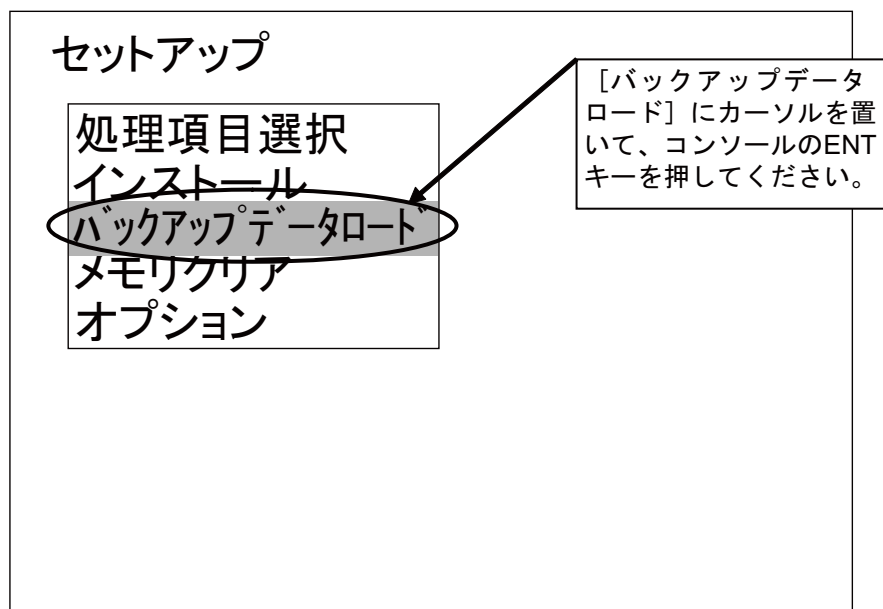 セットアップ
処理項目選択
インストール
バックアップデータロード
メモリクリア
オプション
［バックアップデータ
ロード］にカーソルを置
いて、コンソールのENT
キーを押してください。